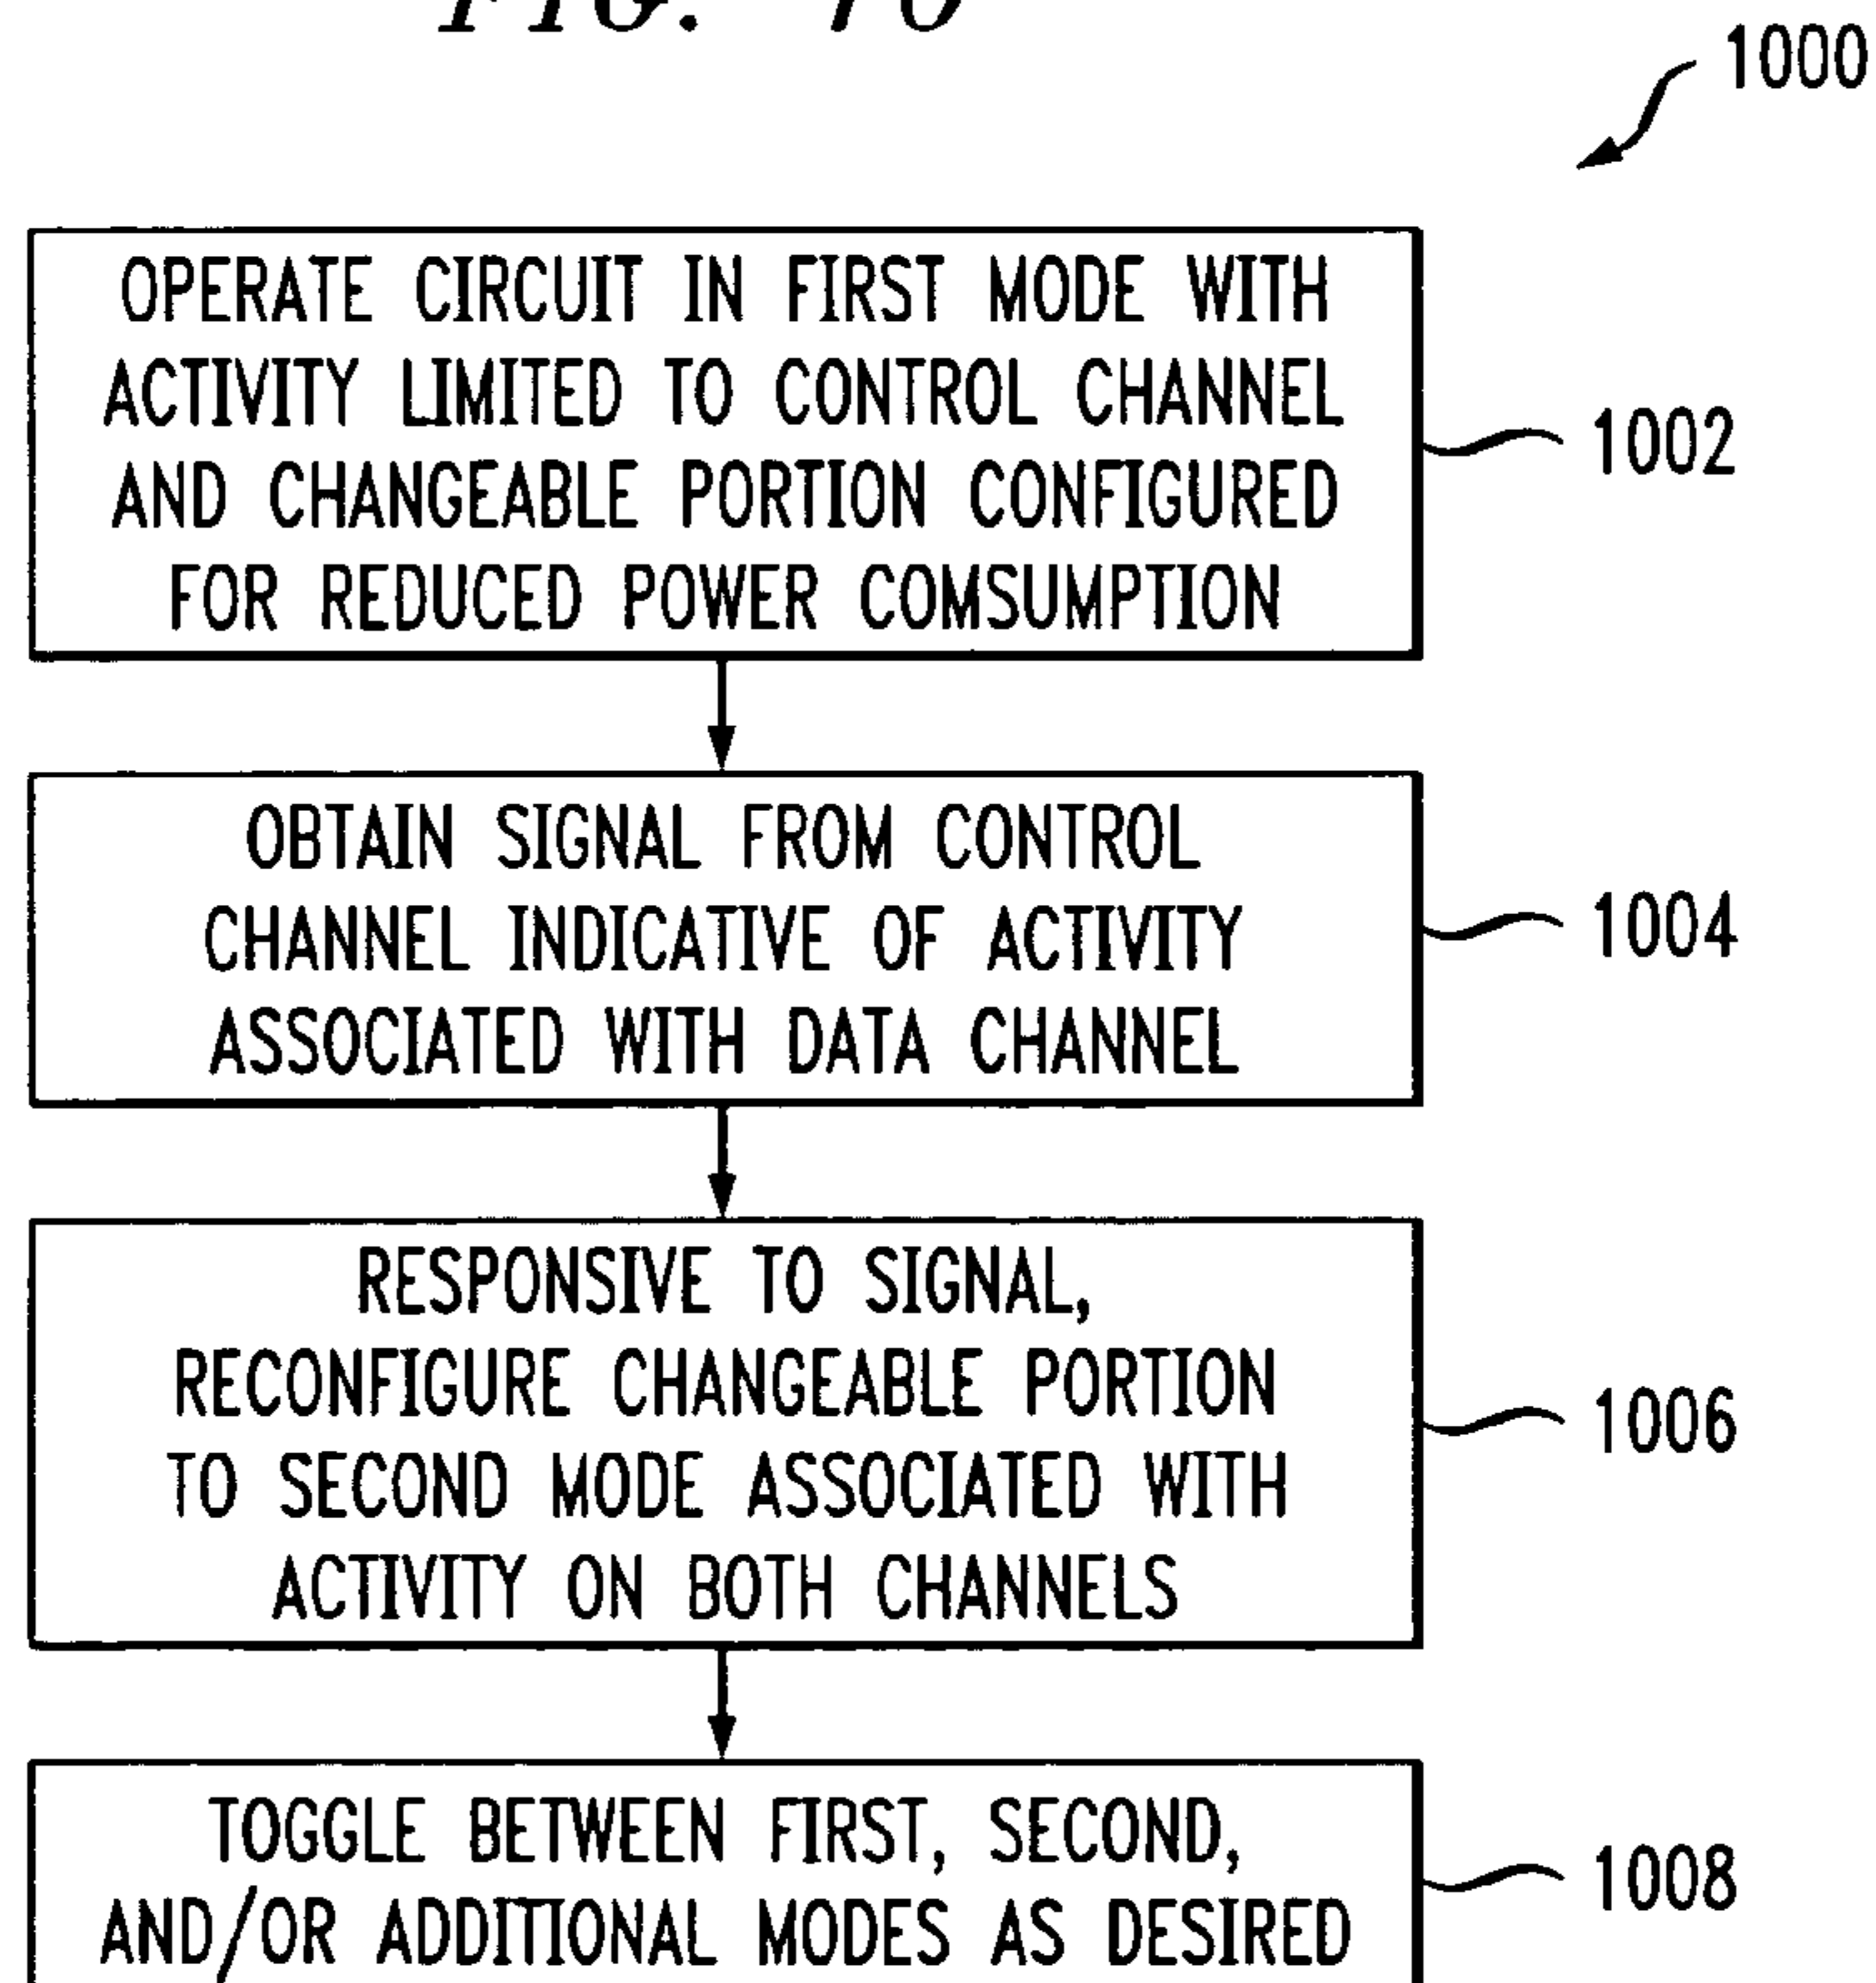 FIG. 10
1000
OPERATE CIRCUIT IN FIRST MODE WITH
ACTIVITY LIMITED TO CONTROL CHANNEL
AND CHANGEABLE PORTION CONFIGURED
FOR REDUCED POWER COMSUMPTION
1002
OBTAIN SIGNAL FROM CONTROL
CHANNEL INDICATIVE OF ACTIVITY
ASSOCIATED WITH DATA CHANNEL
1004
RESPONSIVE TO SIGNAL,
RECONFIGURE CHANGEABLE PORTION
TO SECOND MODE ASSOCIATED WITH
ACTIVITY ON BOTH CHANNELS
1006
TOGGLE BETWEEN FIRST, SECOND,
AND/OR ADDITIONAL MODES AS DESIRED
1008